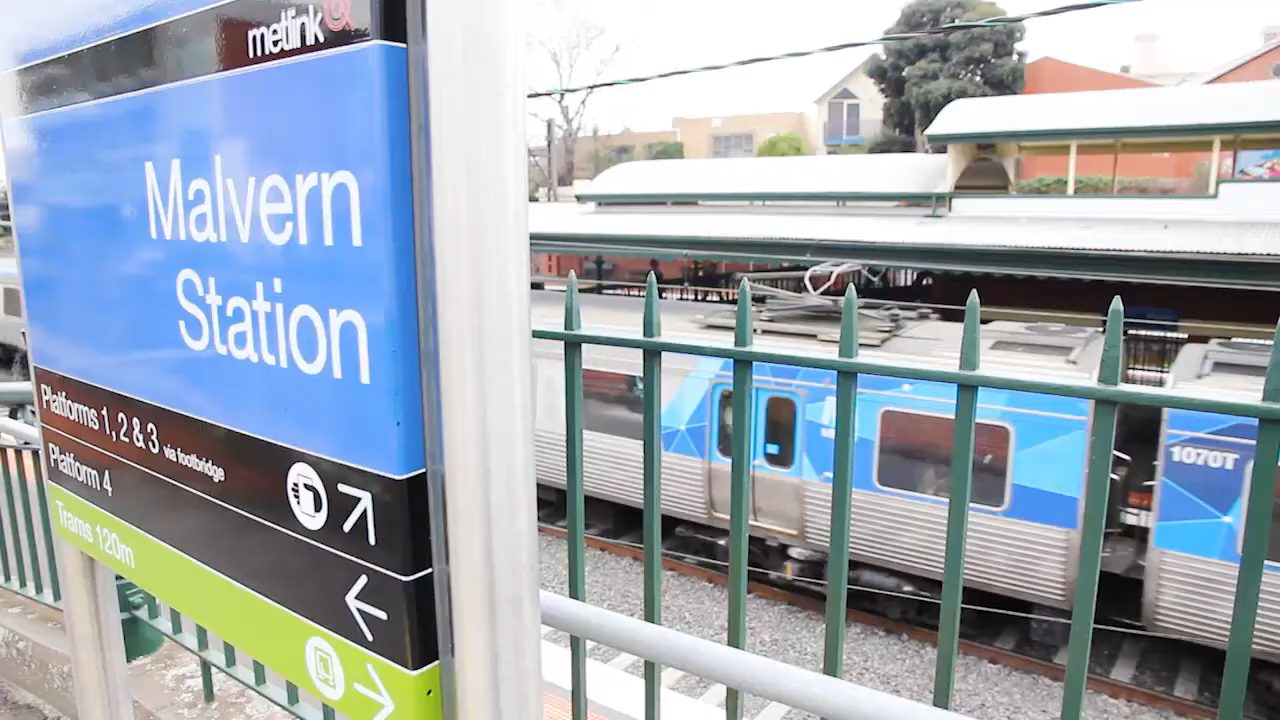 metlink
Malvern
Station
Platforms 1, 2 & 3 via footbridge
Platform 4
Trams 120m
1070T